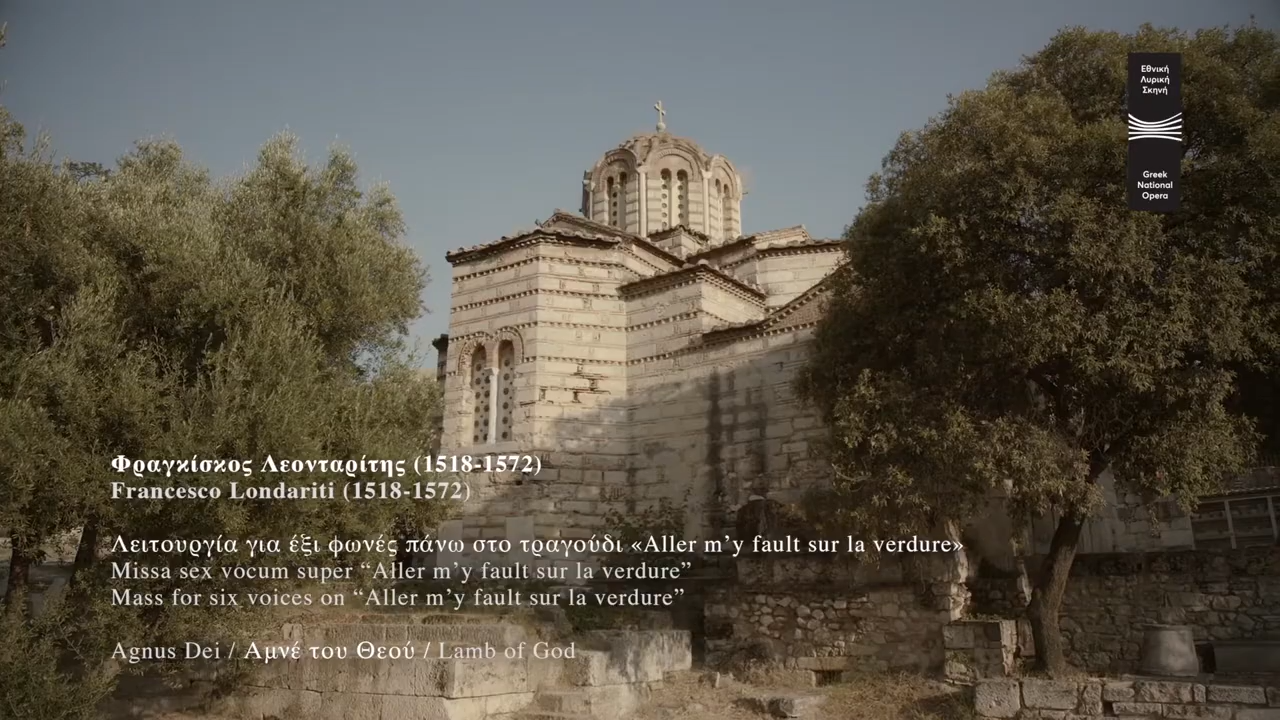 Εθνική
Λυρική
Σκηνή
Greek
National
Opera
Φραγκίσκος Λεονταρίτης (1518-1572)
Francesco Londariti (1518-1572)
Λειτουργία για έξι φωνές πάνω στο τραγούδι «Aller m’y fault sur la verdure»
Missa sex vocum super “Aller m’y fault sur la verdure”
Mass for six voices on “Aller m’y fault sur la verdure”
Agnus Dei / Αμνέ του Θεού / Lamb of God